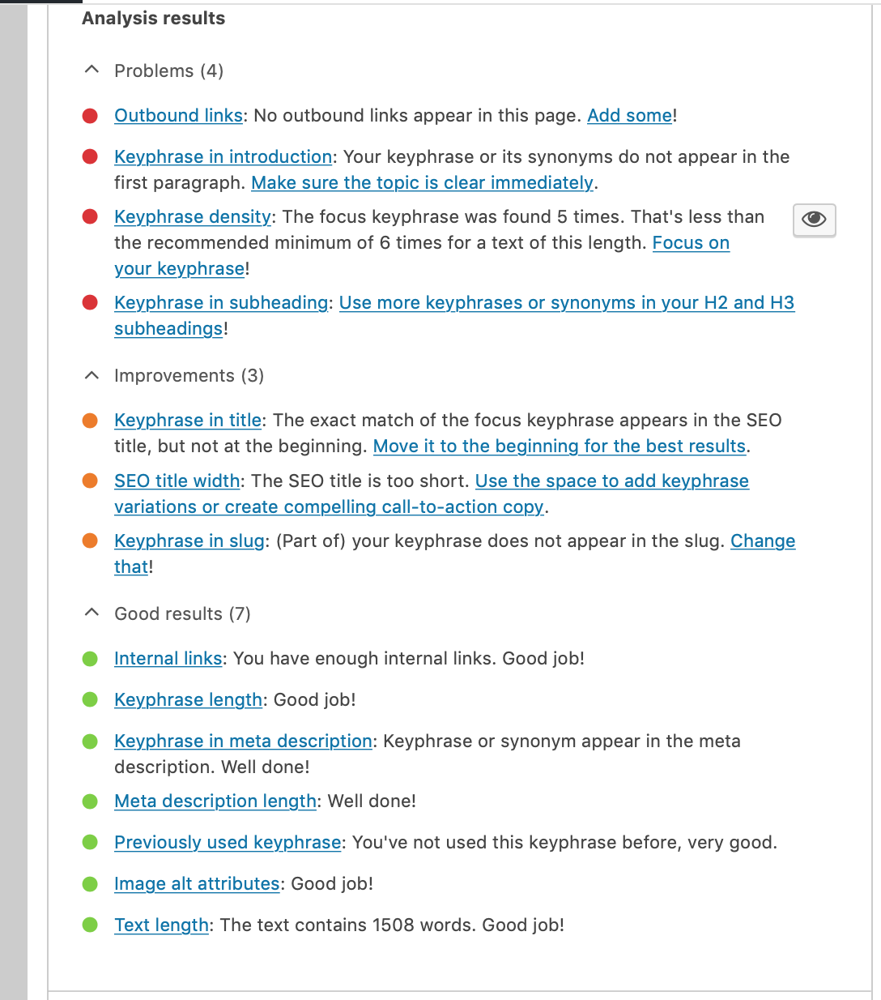 Analysis results
Problems (4)
Outbound links: No outbound links appear in this page. Add some!
Keyphrase in introduction: Your keyphrase or its synonyms do not appear in the
first paragraph. Make sure the topic is clear immediately.
Keyphrase density: The focus keyphrase was found 5 times. That's less than
the recommended minimum of 6 times for a text of this length. Focus on
your keyphrase!
Keyphrase in subheading: Use more keyphrases or synonyms in your H2 and H3
subheadings!
Improvements (3)
Keyphrase in title: The exact match of the focus keyphrase appears in the SEO
title, but not at the beginning. Move it to the beginning for the best results.
SEO title width: The SEO title is too short. Use the space to add keyphrase
variations or create compelling call-to-action copy.
Keyphrase in slug: (Part of) your keyphrase does not appear in the slug. Change
that!
Good results (7)
Internal links: You have enough internal links. Good job!
Keyphrase length: Good job!
Keyphrase in meta description: Keyphrase or synonym appear in the meta
description. Well done!
Meta description length: Well done!
Previously used keyphrase: You've not used this keyphrase before, very good.
Image alt attributes: Good job!
Text length: The text contains 1508 words. Good job!